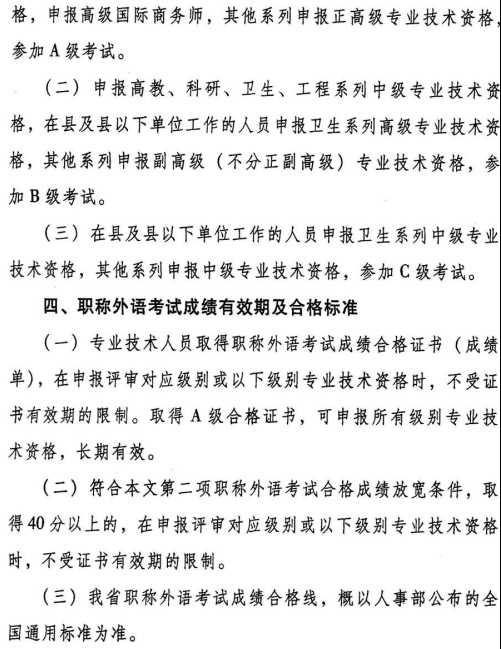 格，申报高级国际商务师，其他系列申报正高级专业技术资格，
参加 A 级考试。
（二）申报高教、科研、卫生、工程系列中级专业技术资
格，在县及县以下单位工作的人员申报卫生系列高级专业技术资
格，其他系列申报副高级（不分正副高级）专业技术资格，参
加 B 级考试。
（三）在县及县以下单位工作的人员申报卫生系列中级专业
技术资格，其他系列申报中级专业技术资格，参加 C 级考试。
四、职称外语考试成绩有效期及合格标准
（一）专业技术人员取得职称外语考试成绩合格证书（成绩
单），在申报评审对应级别或以下级别专业技术资格时，不受证
书有效期的限制。取得 A 级合格证书，可申报所有级别专业技
术资格，长期有效。
（二）符合本文第二项职称外语考试合格成绩放宽条件，取
得 40 分以上的，在申报评审对应级别或以下级别专业技术资格
时，不受证书有效期的限制。
（三）我省职称外语考试成绩合格线，概以人事部公布的全
国通用标准为准。